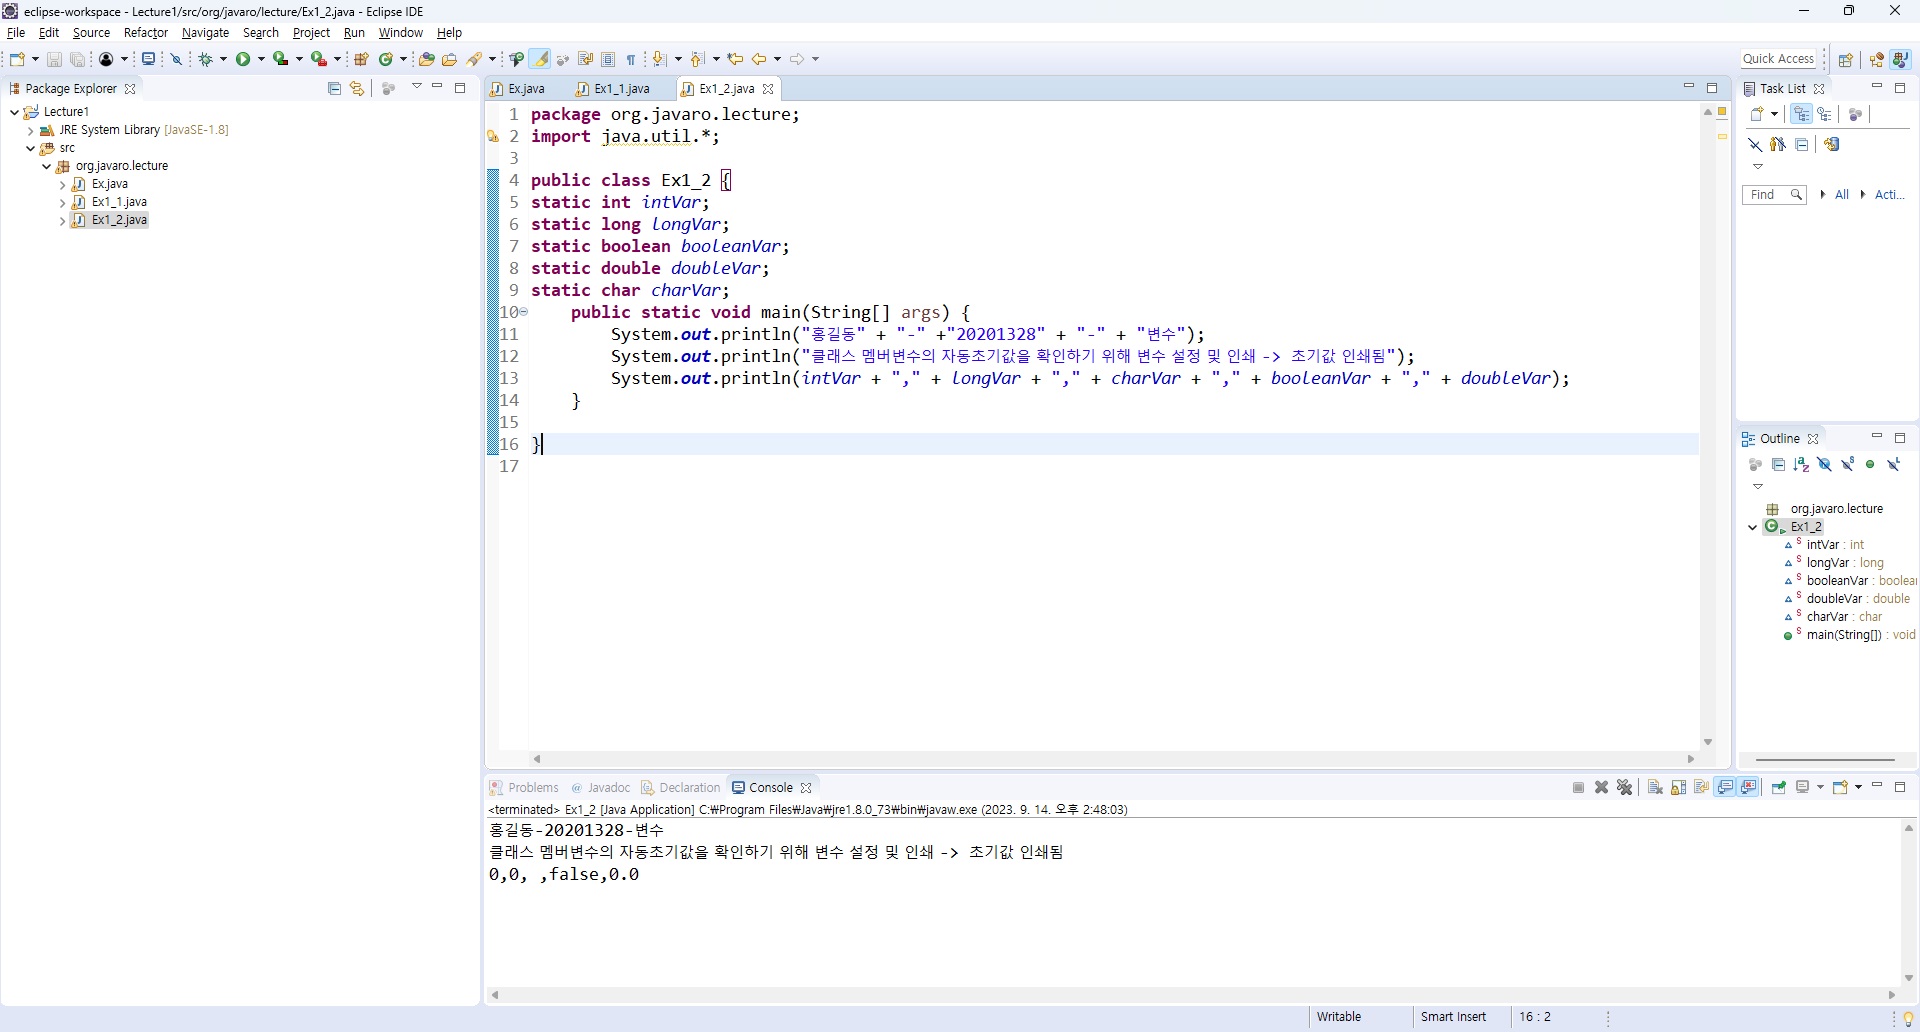 eclipse-workspace - Lecture1/src/org/javaro/lecture/Ex1_2.java - Eclipse IDE
File Edit Source Refactor Navigate Search Project Run Window Help
Quick Access
Package Explorer
Lecture1
JRE System Library [JavaSE-1.8]
src
org.javaro.lecture
Ex.java
Ex1_1.java
Ex1_2.java
Ex.java Ex1_1.java Ex1_2.java
1 package org.javaro.lecture;
2 import java.util.*;
3
4 public class Ex1_2 {
5 static int intVar;
6 static long longVar;
7 static boolean booleanVar;
8 static double doubleVar;
9 static char charVar;
10 public static void main(String[] args) {
11 System.out.println("홍길동" + "-" +"20201328" + "-" + "변수");
12 System.out.println("클래스 멤버변수의 자동초기값을 확인하기 위해 변수 설정 및 인쇄 -> 초기값 인쇄됨");
13 System.out.println(intVar + "," + longVar + "," + charVar + "," + booleanVar + "," + doubleVar);
14 }
15
16 }
17
Task List
Find All Acti...
Outline
org.javaro.lecture
Ex1_2
intVar : int
longVar : long
booleanVar : boolea
doubleVar : double
charVar : char
main(String[]) : void
Problems @ Javadoc Declaration Console
<terminated> Ex1_2 [Java Application] C:₩Program Files₩Java₩jre1.8.0_73₩bin₩javaw.exe (2023. 9. 14. 오후 2:48:03)
홍길동-20201328-변수
클래스 멤버변수의 자동초기값을 확인하기 위해 변수 설정 및 인쇄 -> 초기값 인쇄됨
0,0, ,false,0.0
Writable Smart Insert 16 : 2